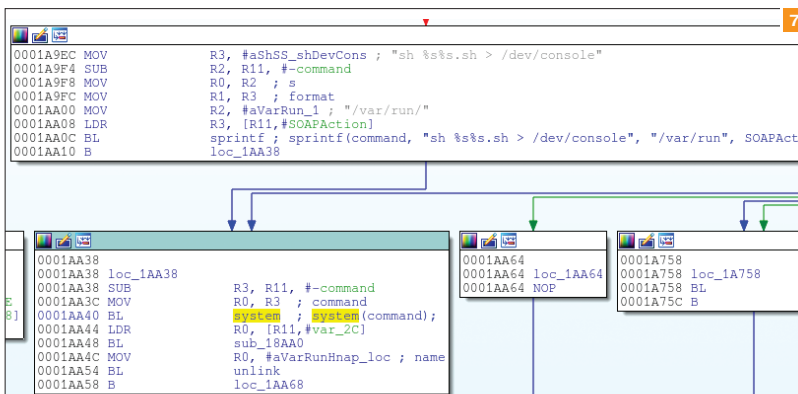 7
0001A9EC MOV R3, #aShSS_shDevCons ; "sh %s%s.sh > /dev/console"
0001A9F4 SUB R2, R11, #-command
0001A9F8 MOV R0, R2 ; s
0001A9FC MOV R1, R3 ; format
0001AA00 MOV R2, #aVarRun_1 ; "/var/run/"
0001AA08 LDR R3, [R11,#SOAPAction]
0001AA0C BL sprintf ; sprintf(command, "sh %s%s.sh > /dev/console", "/var/run", SOAPAct
0001AA10 B loc_1AA38
E
8]
0001AA38
0001AA38 loc_1AA38
0001AA38 SUB R3, R11, #-command
0001AA3C MOV R0, R3 ; command
0001AA40 BL system ; system(command);
0001AA44 LDR R0, [R11,#var_2C]
0001AA48 BL sub_18AA0
0001AA4C MOV R0, #aVarRunHnap_loc ; name
0001AA54 BL unlink
0001AA58 B loc_1AA68
0001AA64
0001AA64 loc_1AA64
0001AA64 NOP
0001A758
0001A758 loc_1A758
0001A758 BL
0001A75C B